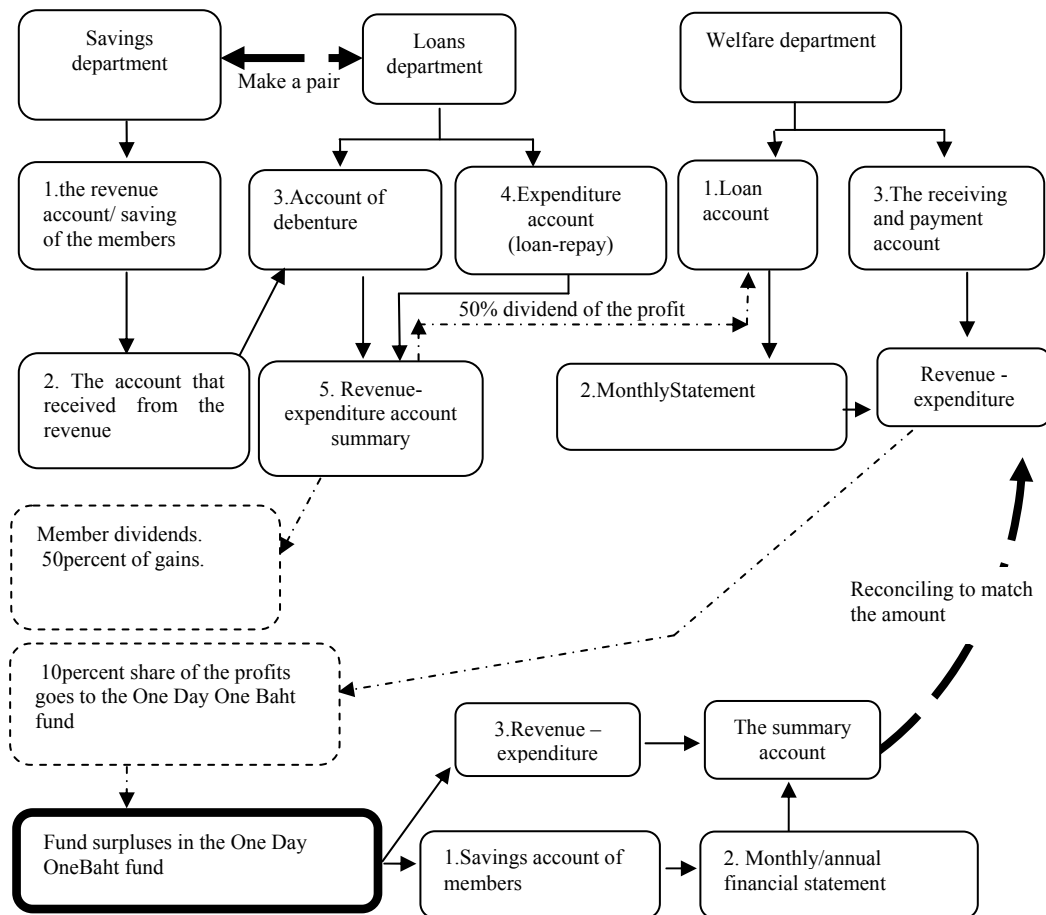 Savings
department
Make a pair
Loans
department
Welfare department
1.the revenue
account/ saving
of the members
3.Account of
debenture
4.Expenditure
account
(loan-repay)
1.Loan
account
3.The receiving
and payment
account
50% dividend of the profit
2. The account that
received from the
revenue
5. Revenue-
expenditure account
summary
2.MonthlyStatement
Revenue -
expenditure
Member dividends.
50percent of gains.
Reconciling to match
the amount
10percent share of the profits
goes to the One Day One Baht
fund
3.Revenue –
expenditure
The summary
account
Fund surpluses in the One Day
OneBaht fund
1.Savings account of
members
2. Monthly/annual
financial statement